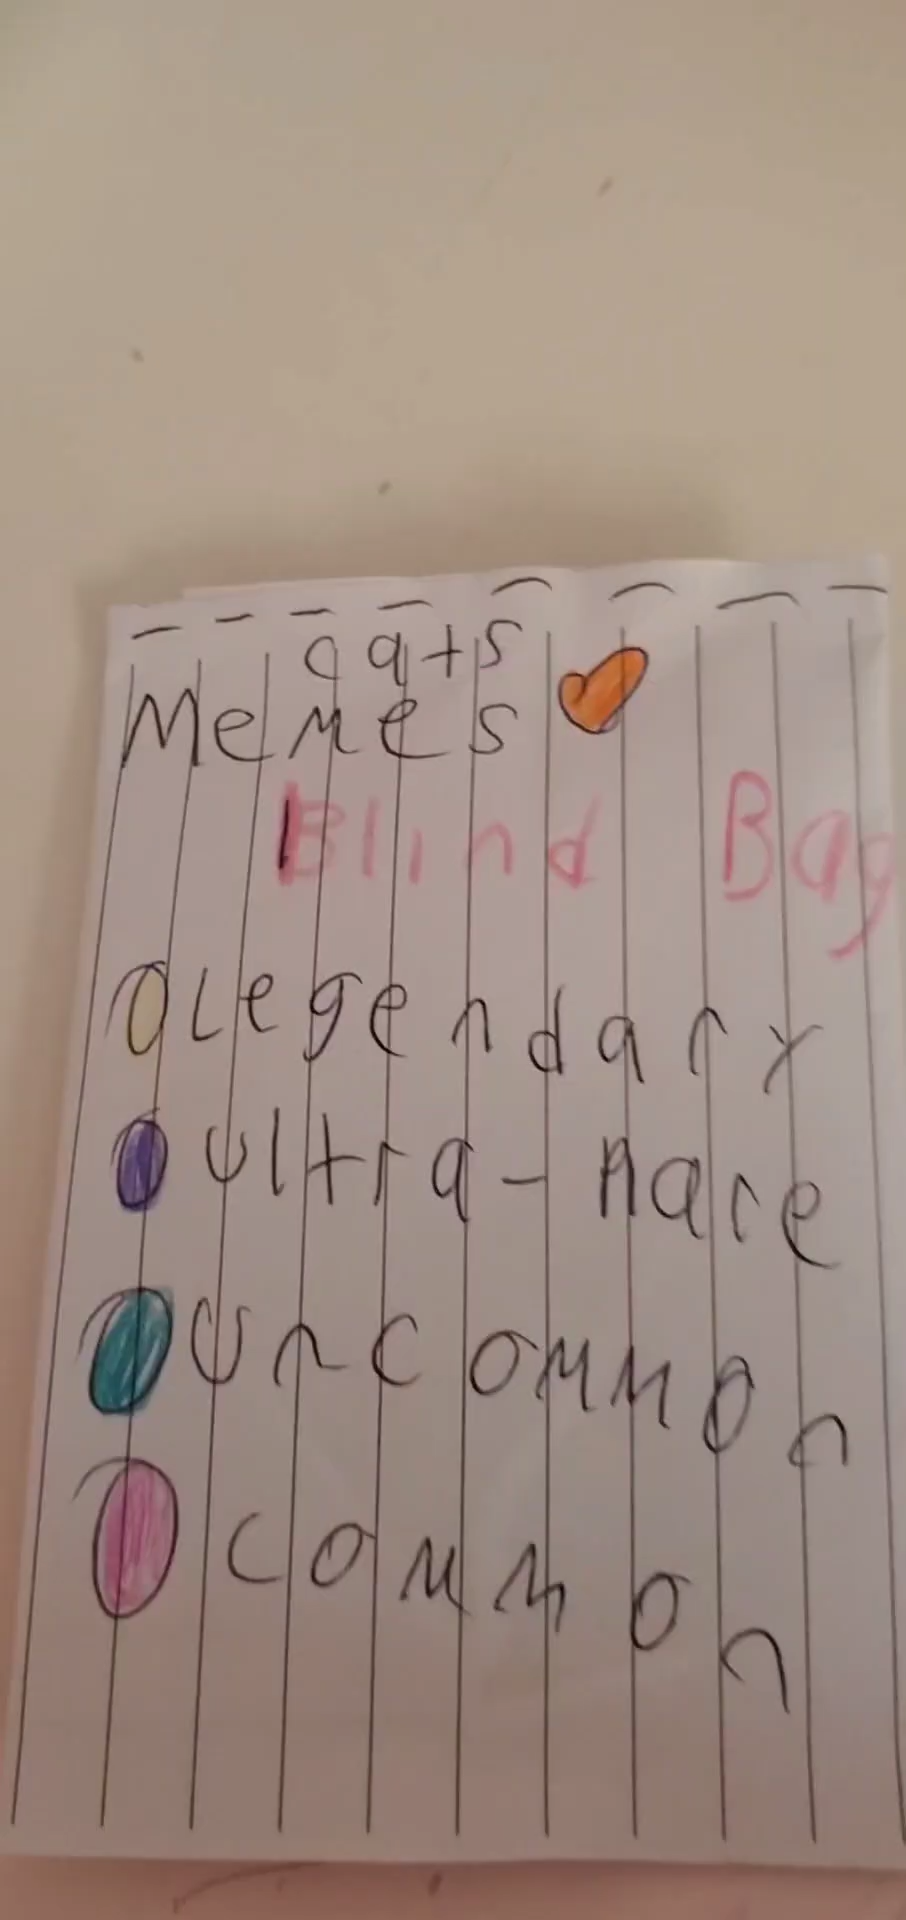 cats
Memes
Blind Bag
Legendary
Ultra-rare
Uncommon
common